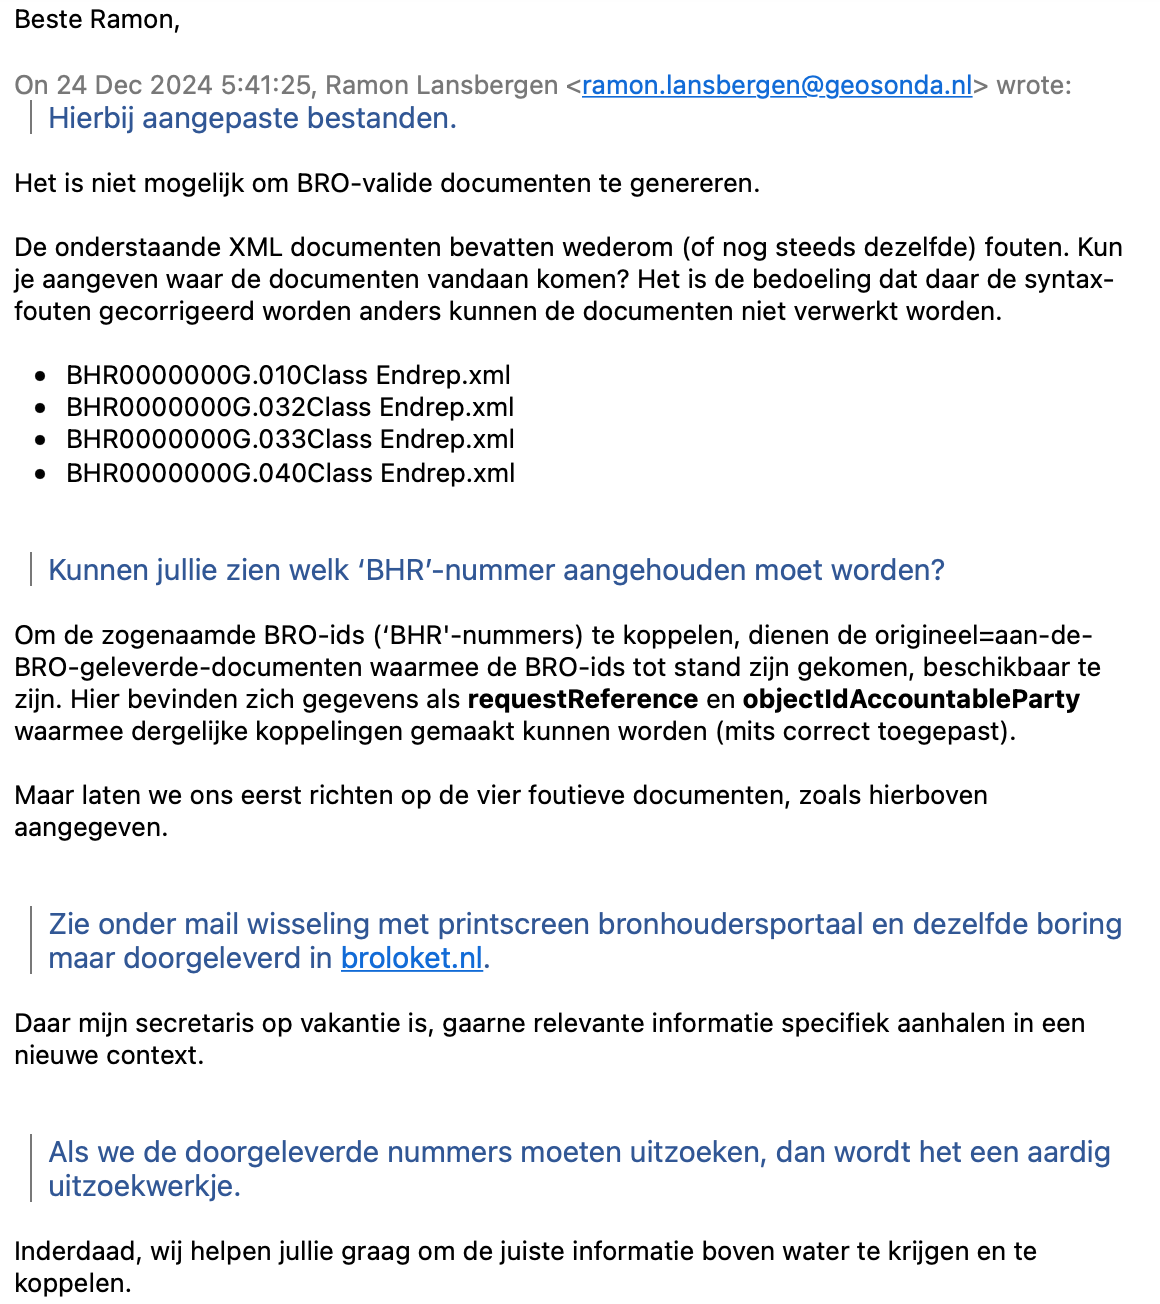 Beste Ramon,
On 24 Dec 2024 5:41:25, Ramon Lansbergen <ramon.lansbergen@geosonda.nl> wrote:
Hierbij aangepaste bestanden.
Het is niet mogelijk om BRO-valide documenten te genereren.
De onderstaande XML documenten bevatten wederom (of nog steeds dezelfde) fouten. Kun
je aangeven waar de documenten vandaan komen? Het is de bedoeling dat daar de syntax-
fouten gecorrigeerd worden anders kunnen de documenten niet verwerkt worden.
• BHR0000000G.010Class Endrep.xml
• BHR0000000G.032Class Endrep.xml
• BHR0000000G.033Class Endrep.xml
• BHR0000000G.040Class Endrep.xml
Kunnen jullie zien welk ‘BHR’-nummer aangehouden moet worden?
Om de zogenaamde BRO-ids (‘BHR'-nummers) te koppelen, dienen de origineel=aan-de-
BRO-geleverde-documenten waarmee de BRO-ids tot stand zijn gekomen, beschikbaar te
zijn. Hier bevinden zich gegevens als requestReference en objectIdAccountableParty
waarmee dergelijke koppelingen gemaakt kunnen worden (mits correct toegepast).
Maar laten we ons eerst richten op de vier foutieve documenten, zoals hierboven
aangegeven.
Zie onder mail wisseling met printscreen bronhoudersportaal en dezelfde boring
maar doorgeleverd in broloket.nl.
Daar mijn secretaris op vakantie is, gaarne relevante informatie specifiek aanhalen in een
nieuwe context.
Als we de doorgeleverde nummers moeten uitzoeken, dan wordt het een aardig
uitzoekwerkje.
Inderdaad, wij helpen jullie graag om de juiste informatie boven water te krijgen en te
koppelen.